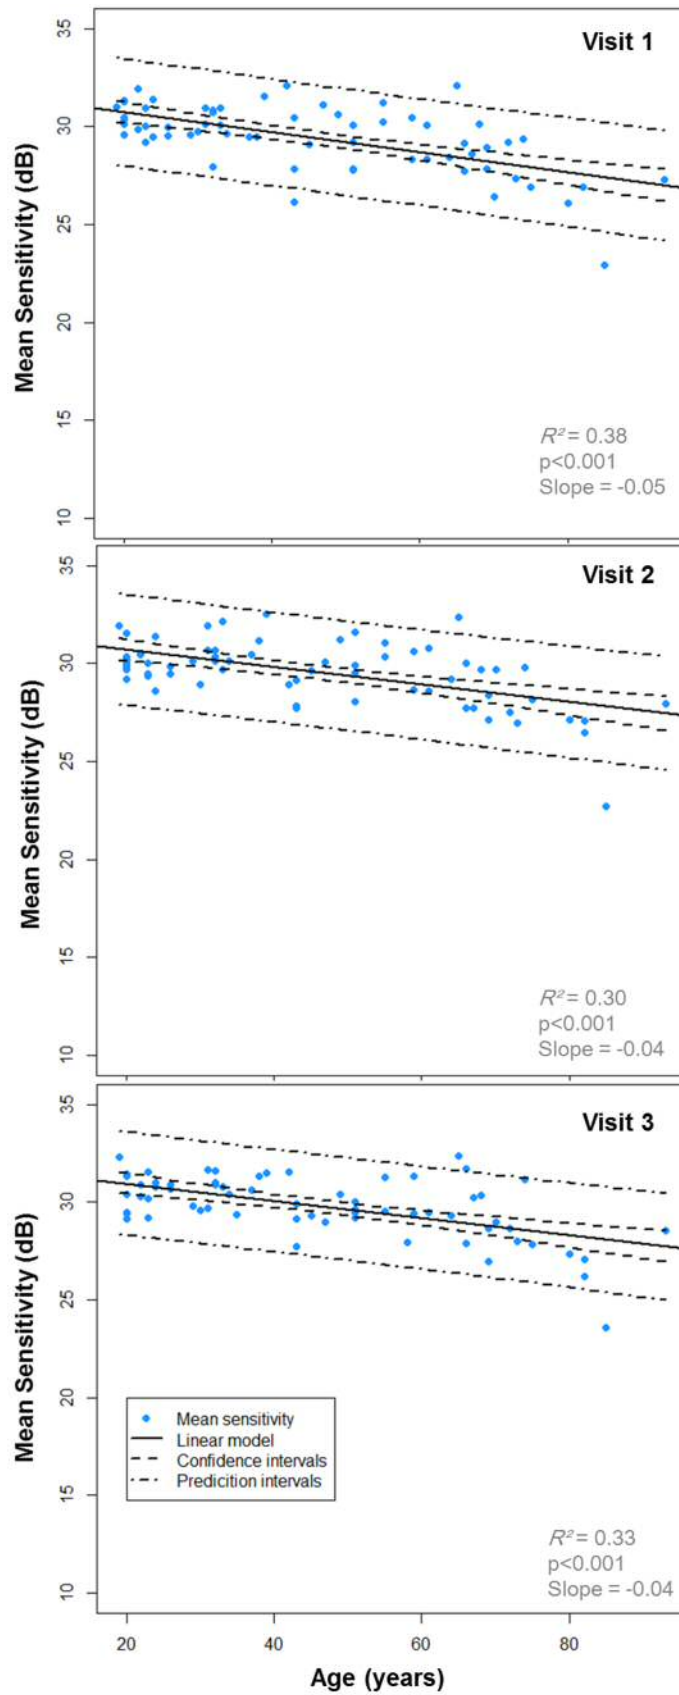 Visit 1
35
30
25
20
15
10
Mean Sensitivity (dB)
R² = 0.38
p<0.001
Slope = -0.05
Visit 2
35
30
25
20
15
10
Mean Sensitivity (dB)
R² = 0.30
p<0.001
Slope = -0.04
Visit 3
35
30
25
20
15
10
Mean Sensitivity (dB)
Mean sensitivity
Linear model
Confidence intervals
Predicition intervals
R² = 0.33
p<0.001
Slope = -0.04
20 40 60 80
Age (years)